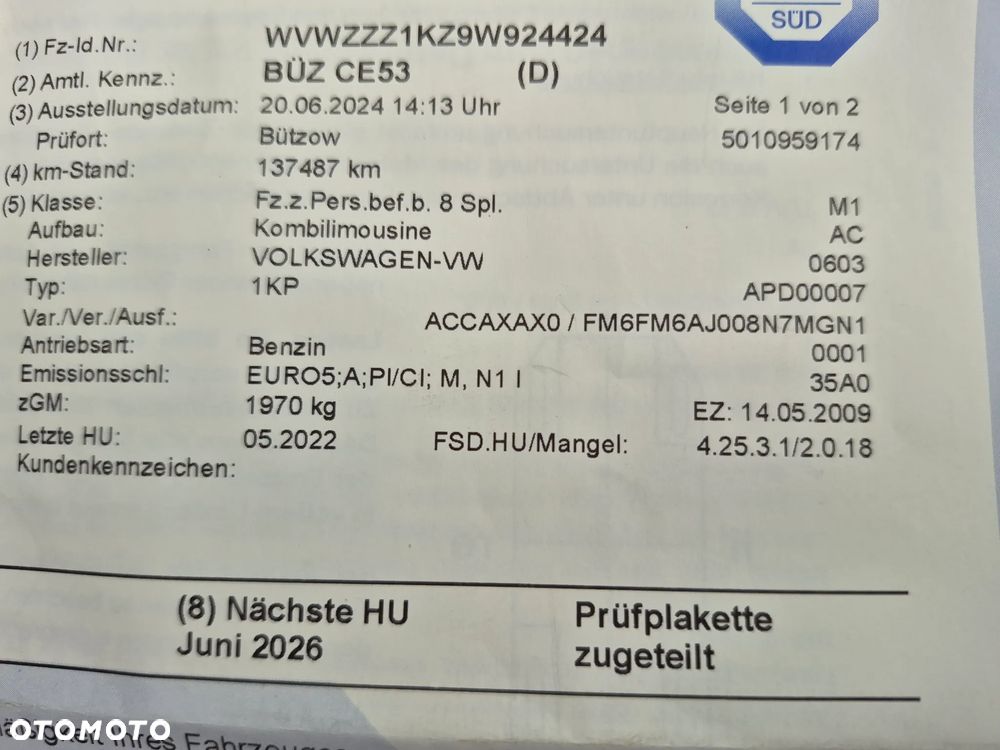 SÜD
(1) Fz-Id.Nr.: WVWZZZ1KZ9W924424
(2) Amtl. Kennz.: BÜZ CE53 (D)
(3) Ausstellungsdatum: 20.06.2024 14:13 Uhr Seite 1 von 2
Prüfort: Bützow 5010959174
(4) km-Stand: 137487 km
(5) Klasse: Fz.z.Pers.bef.b. 8 Spl. M1
Aufbau: Kombilimousine AC
Hersteller: VOLKSWAGEN-VW 0603
Typ: 1KP APD00007
Var./Ver./Ausf.: ACCAXAX0 / FM6FM6AJ008N7MGN1
Antriebsart: Benzin 0001
Emissionsschl: EURO5;A;PI/CI; M, N1 I 35A0
zGM: 1970 kg EZ: 14.05.2009
Letzte HU: 05.2022 FSD.HU/Mangel: 4.25.3.1/2.0.18
Kundenkennzeichen:
(8) Nächste HU Prüfplakette
Juni 2026 zugeteilt
OTOMOTO